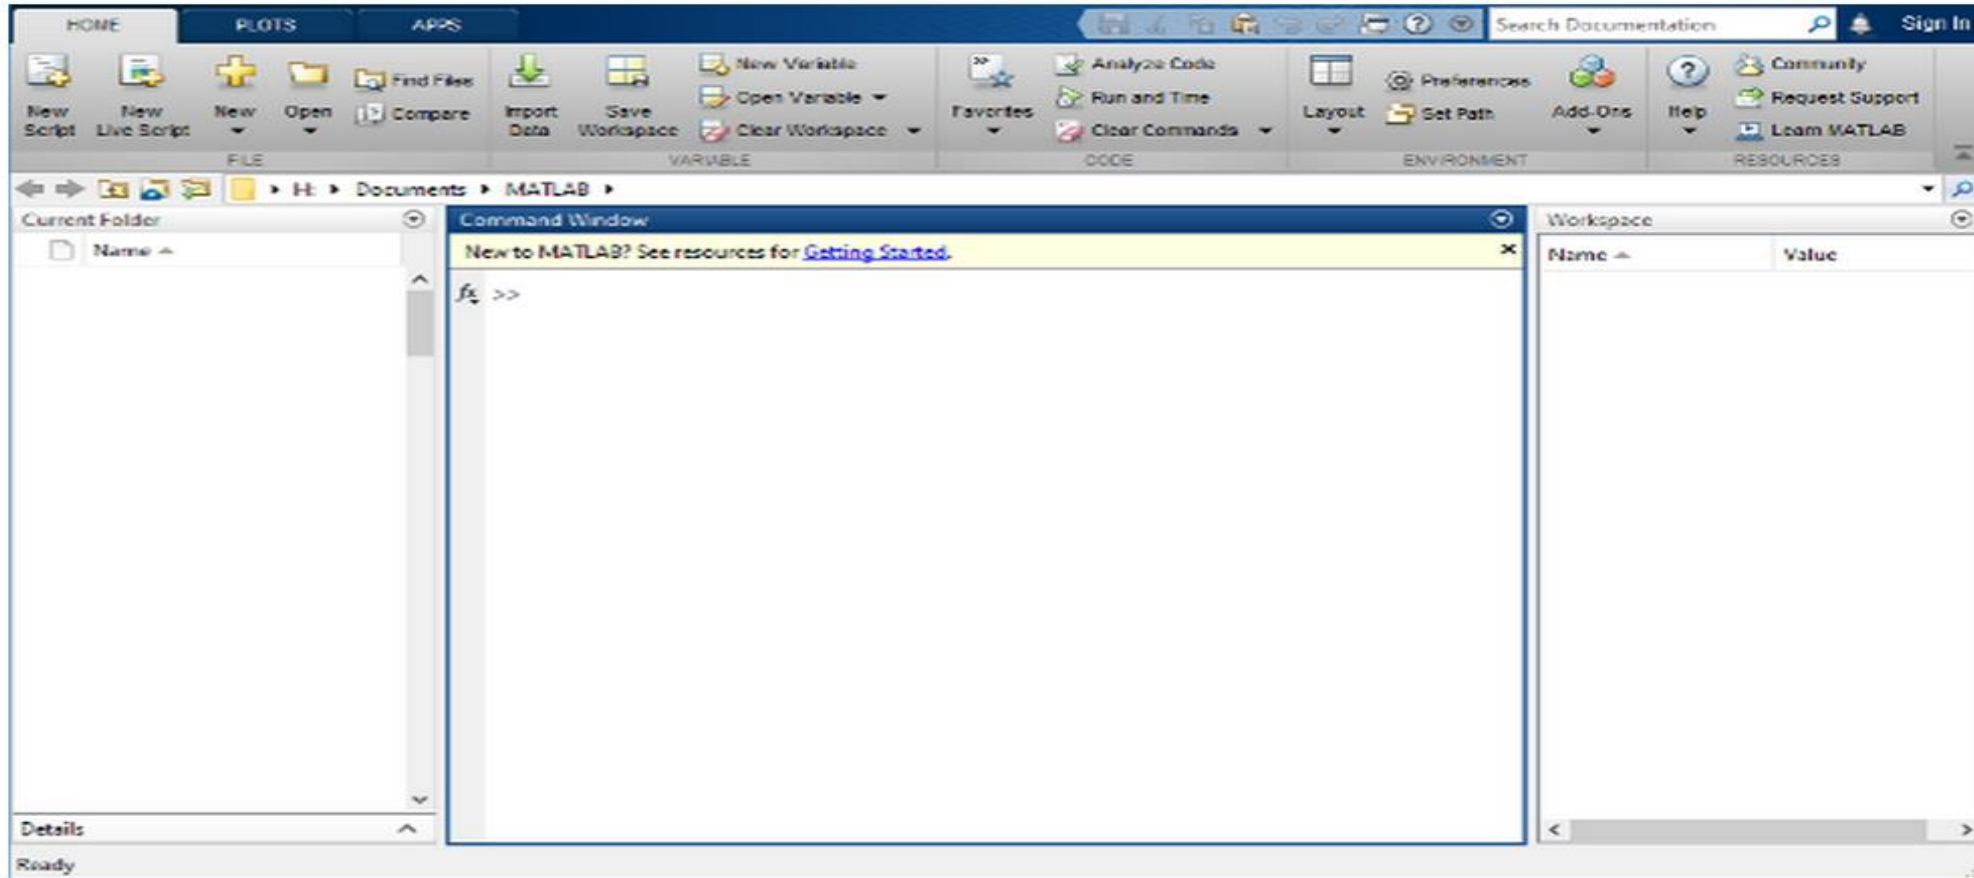 HOME PLOTS APPS Search Documentation Sign In
New Script
New Live Script
New
Open
Find Files
Compare
FILE
Import Data
Save Workspace
New Variable
Open Variable
Clear Workspace
VARIABLE
Favorites
Analyze Code
Run and Time
Clear Commands
CODE
Layout
Preferences
Set Path
Add-Ons
ENVIRONMENT
Help
Community
Request Support
Learn MATLAB
RESOURCES
H: Documents MATLAB
Current Folder
Name
Details
Command Window
New to MATLAB? See resources for Getting Started.
fx >>
Workspace
Name Value
Ready